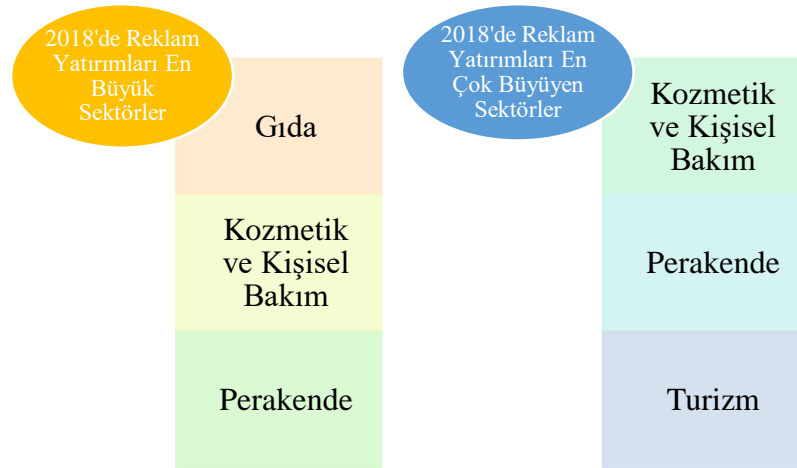 2018'de Reklam
Yatırımları En
Büyük
Sektörler
Gıda
Kozmetik
ve Kişisel
Bakım
Perakende
2018'de Reklam
Yatırımları En
Çok Büyüyen
Sektörler
Kozmetik
ve Kişisel
Bakım
Perakende
Turizm